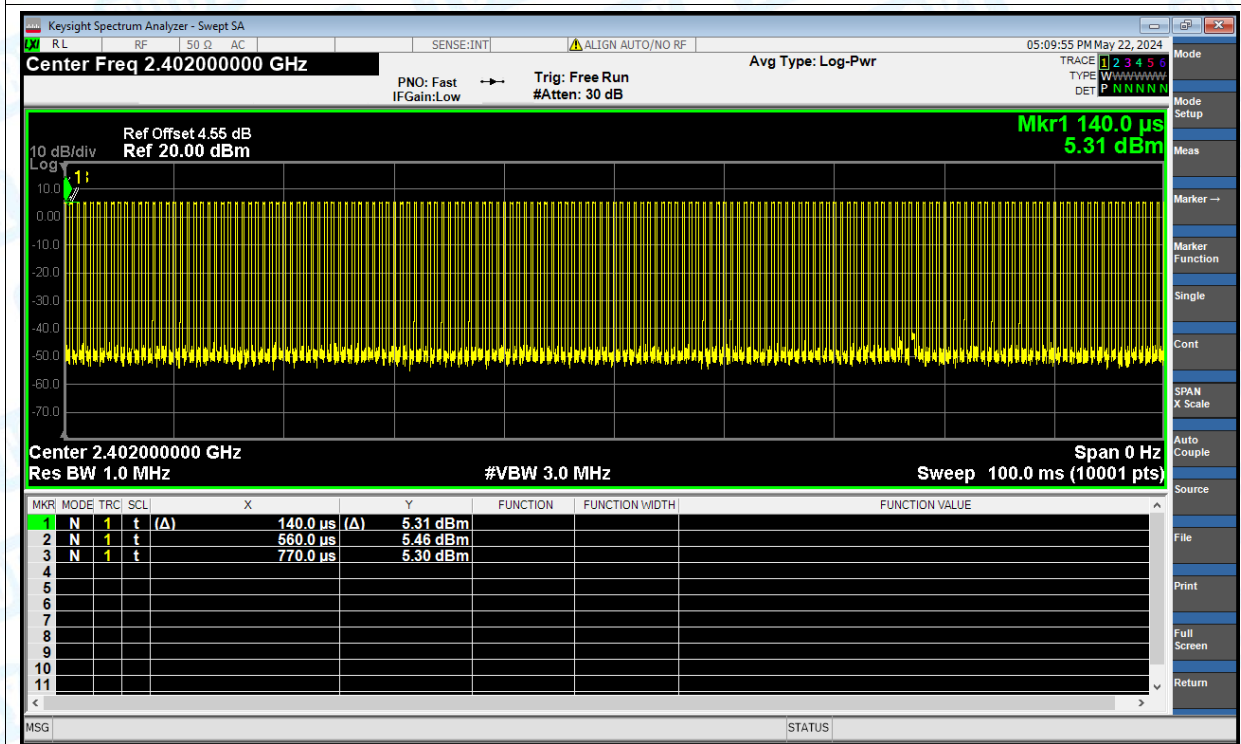 Keysight Spectrum Analyzer - Swept SA
LXI RL RF 50 Ω AC SENSE:INT ALIGN AUTO/NO RF 05:09:55 PM May 22, 2024
Center Freq 2.402000000 GHz
PNO: Fast
IFGain:Low
Trig: Free Run
#Atten: 30 dB
Avg Type: Log-Pwr
TRACE 1 2 3 4 5 6
TYPE WWWWWW
DET P N N N N N
Ref Offset 4.55 dB
10 dB/div Ref 20.00 dBm
Log
Mkr1 140.0 µs
5.31 dBm
1
10.0
0.00
-10.0
-20.0
-30.0
-40.0
-50.0
-60.0
-70.0
Center 2.402000000 GHz Span 0 Hz
Res BW 1.0 MHz #VBW 3.0 MHz Sweep 100.0 ms (10001 pts)
MKR MODE TRC SCL X Y FUNCTION FUNCTION WIDTH FUNCTION VALUE
1 N 1 t (Δ) 140.0 µs (Δ) 5.31 dBm
2 N 1 t 560.0 µs 5.46 dBm
3 N 1 t 770.0 µs 5.30 dBm
4
5
6
7
8
9
10
11
MSG STATUS
Mode
Mode
Setup
Meas
Marker →
Marker
Function
Single
Cont
SPAN
X Scale
Auto
Couple
Source
File
Print
Full
Screen
Return